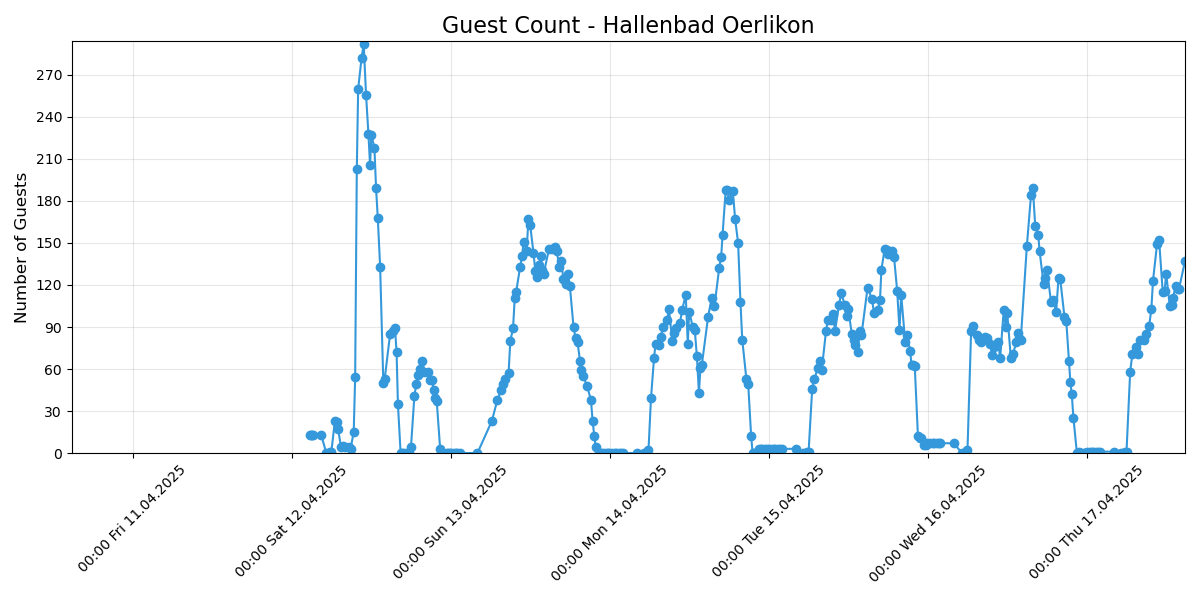 Guest Count - Hallenbad Oerlikon
Number of Guests
270
240
210
180
150
120
90
60
30
0
00:00 Fri 11.04.2025
00:00 Sat 12.04.2025
00:00 Sun 13.04.2025
00:00 Mon 14.04.2025
00:00 Tue 15.04.2025
00:00 Wed 16.04.2025
00:00 Thu 17.04.2025